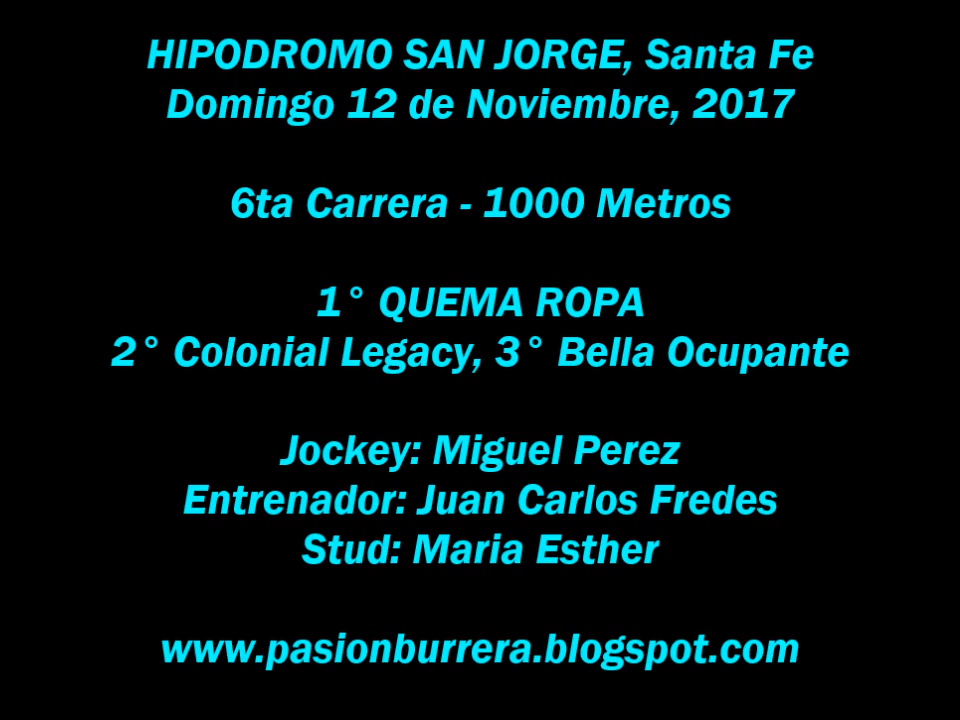 HIPODROMO SAN JORGE, Santa Fe
Domingo 12 de Noviembre, 2017
6ta Carrera - 1000 Metros
1° QUEMA ROPA
2° Colonial Legacy, 3° Bella Ocupante
Jockey: Miguel Perez
Entrenador: Juan Carlos Fredes
Stud: Maria Esther
www.pasionburrera.blogspot.com